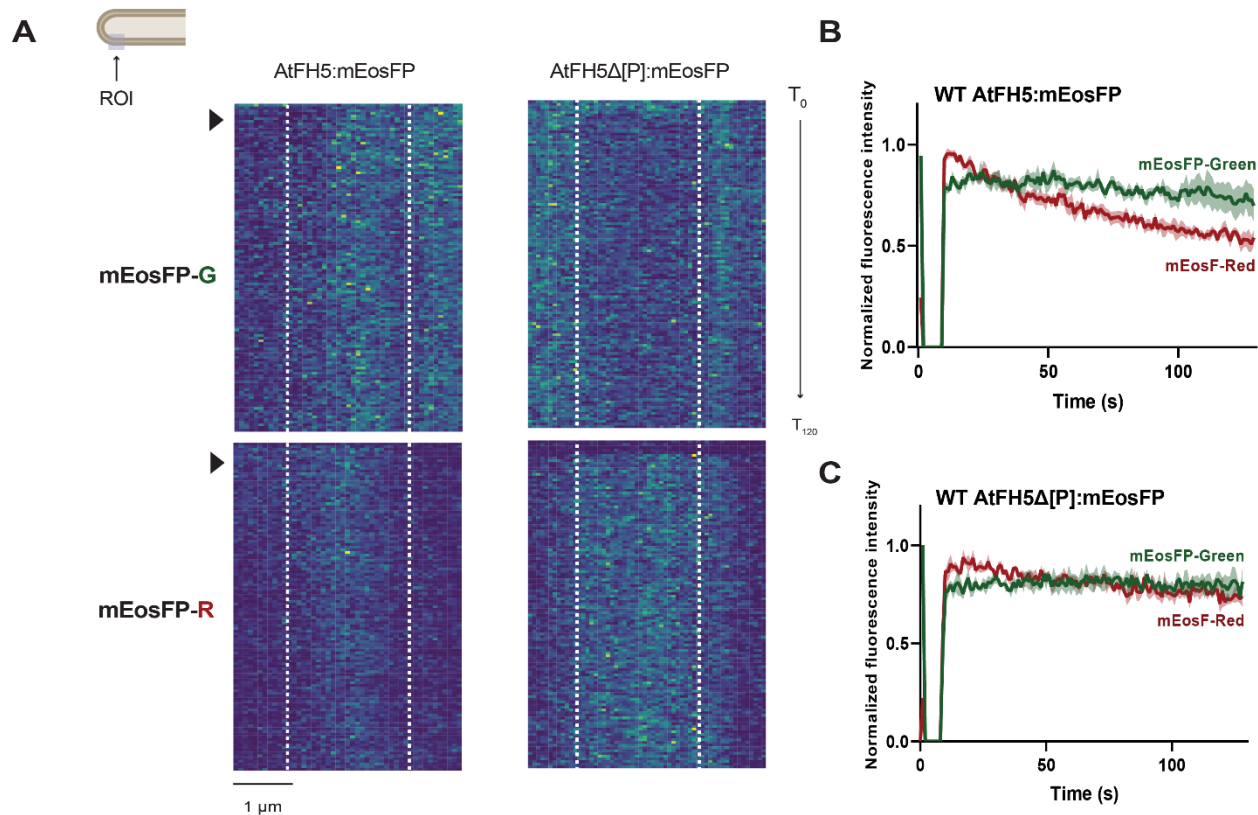 A
ROI
AtFH5:mEosFP
AtFH5Δ[P]:mEosFP
mEosFP-G
mEosFP-R
T0
T120
1 µm
B
WT AtFH5:mEosFP
Normalized fluorescence intensity
1.0
0.5
0.0
mEosFP-Green
mEosF-Red
0
50
100
Time (s)
C
WT AtFH5Δ[P]:mEosFP
Normalized fluorescence intensity
1.0
0.5
0.0
mEosFP-Green
mEosF-Red
0
50
100
Time (s)